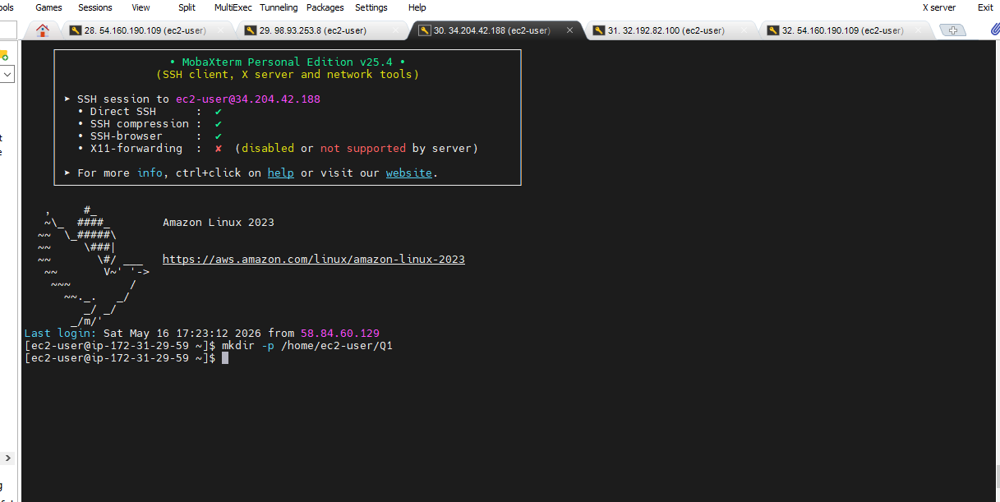 ools Games Sessions View Split MultiExec Tunneling Packages Settings Help X server Exit
28. 54.160.190.109 (ec2-user) 29. 98.93.253.8 (ec2-user) 30. 34.204.42.188 (ec2-user) 31. 32.192.82.100 (ec2-user) 32. 54.160.190.109 (ec2-user)
• MobaXterm Personal Edition v25.4 •
(SSH client, X server and network tools)
➤ SSH session to ec2-user@34.204.42.188
• Direct SSH : ✔
• SSH compression : ✔
• SSH-browser : ✔
• X11-forwarding : ✘ (disabled or not supported by server)
➤ For more info, ctrl+click on help or visit our website.
, #_
~\_ ####_ Amazon Linux 2023
~~ \_#####\
~~ \###|
~~ \#/ ___ https://aws.amazon.com/linux/amazon-linux-2023
~~ V~' '->
~~~ /
~~._. _/
_/ _/
_/m/'
Last login: Sat May 16 17:23:12 2026 from 58.84.60.129
[ec2-user@ip-172-31-29-59 ~]$ mkdir -p /home/ec2-user/Q1
[ec2-user@ip-172-31-29-59 ~]$